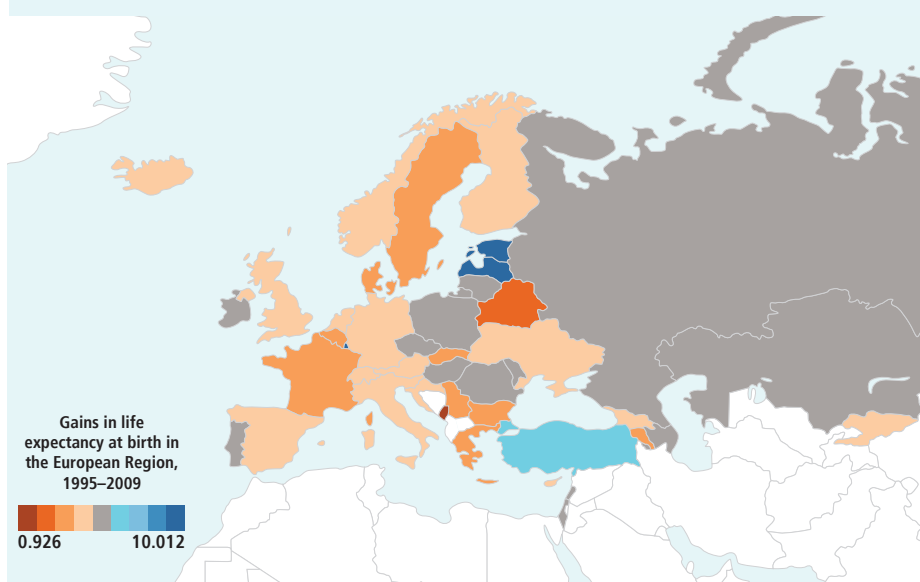 Gains in life
expectancy at birth in
the European Region,
1995–2009
0.926 10.012